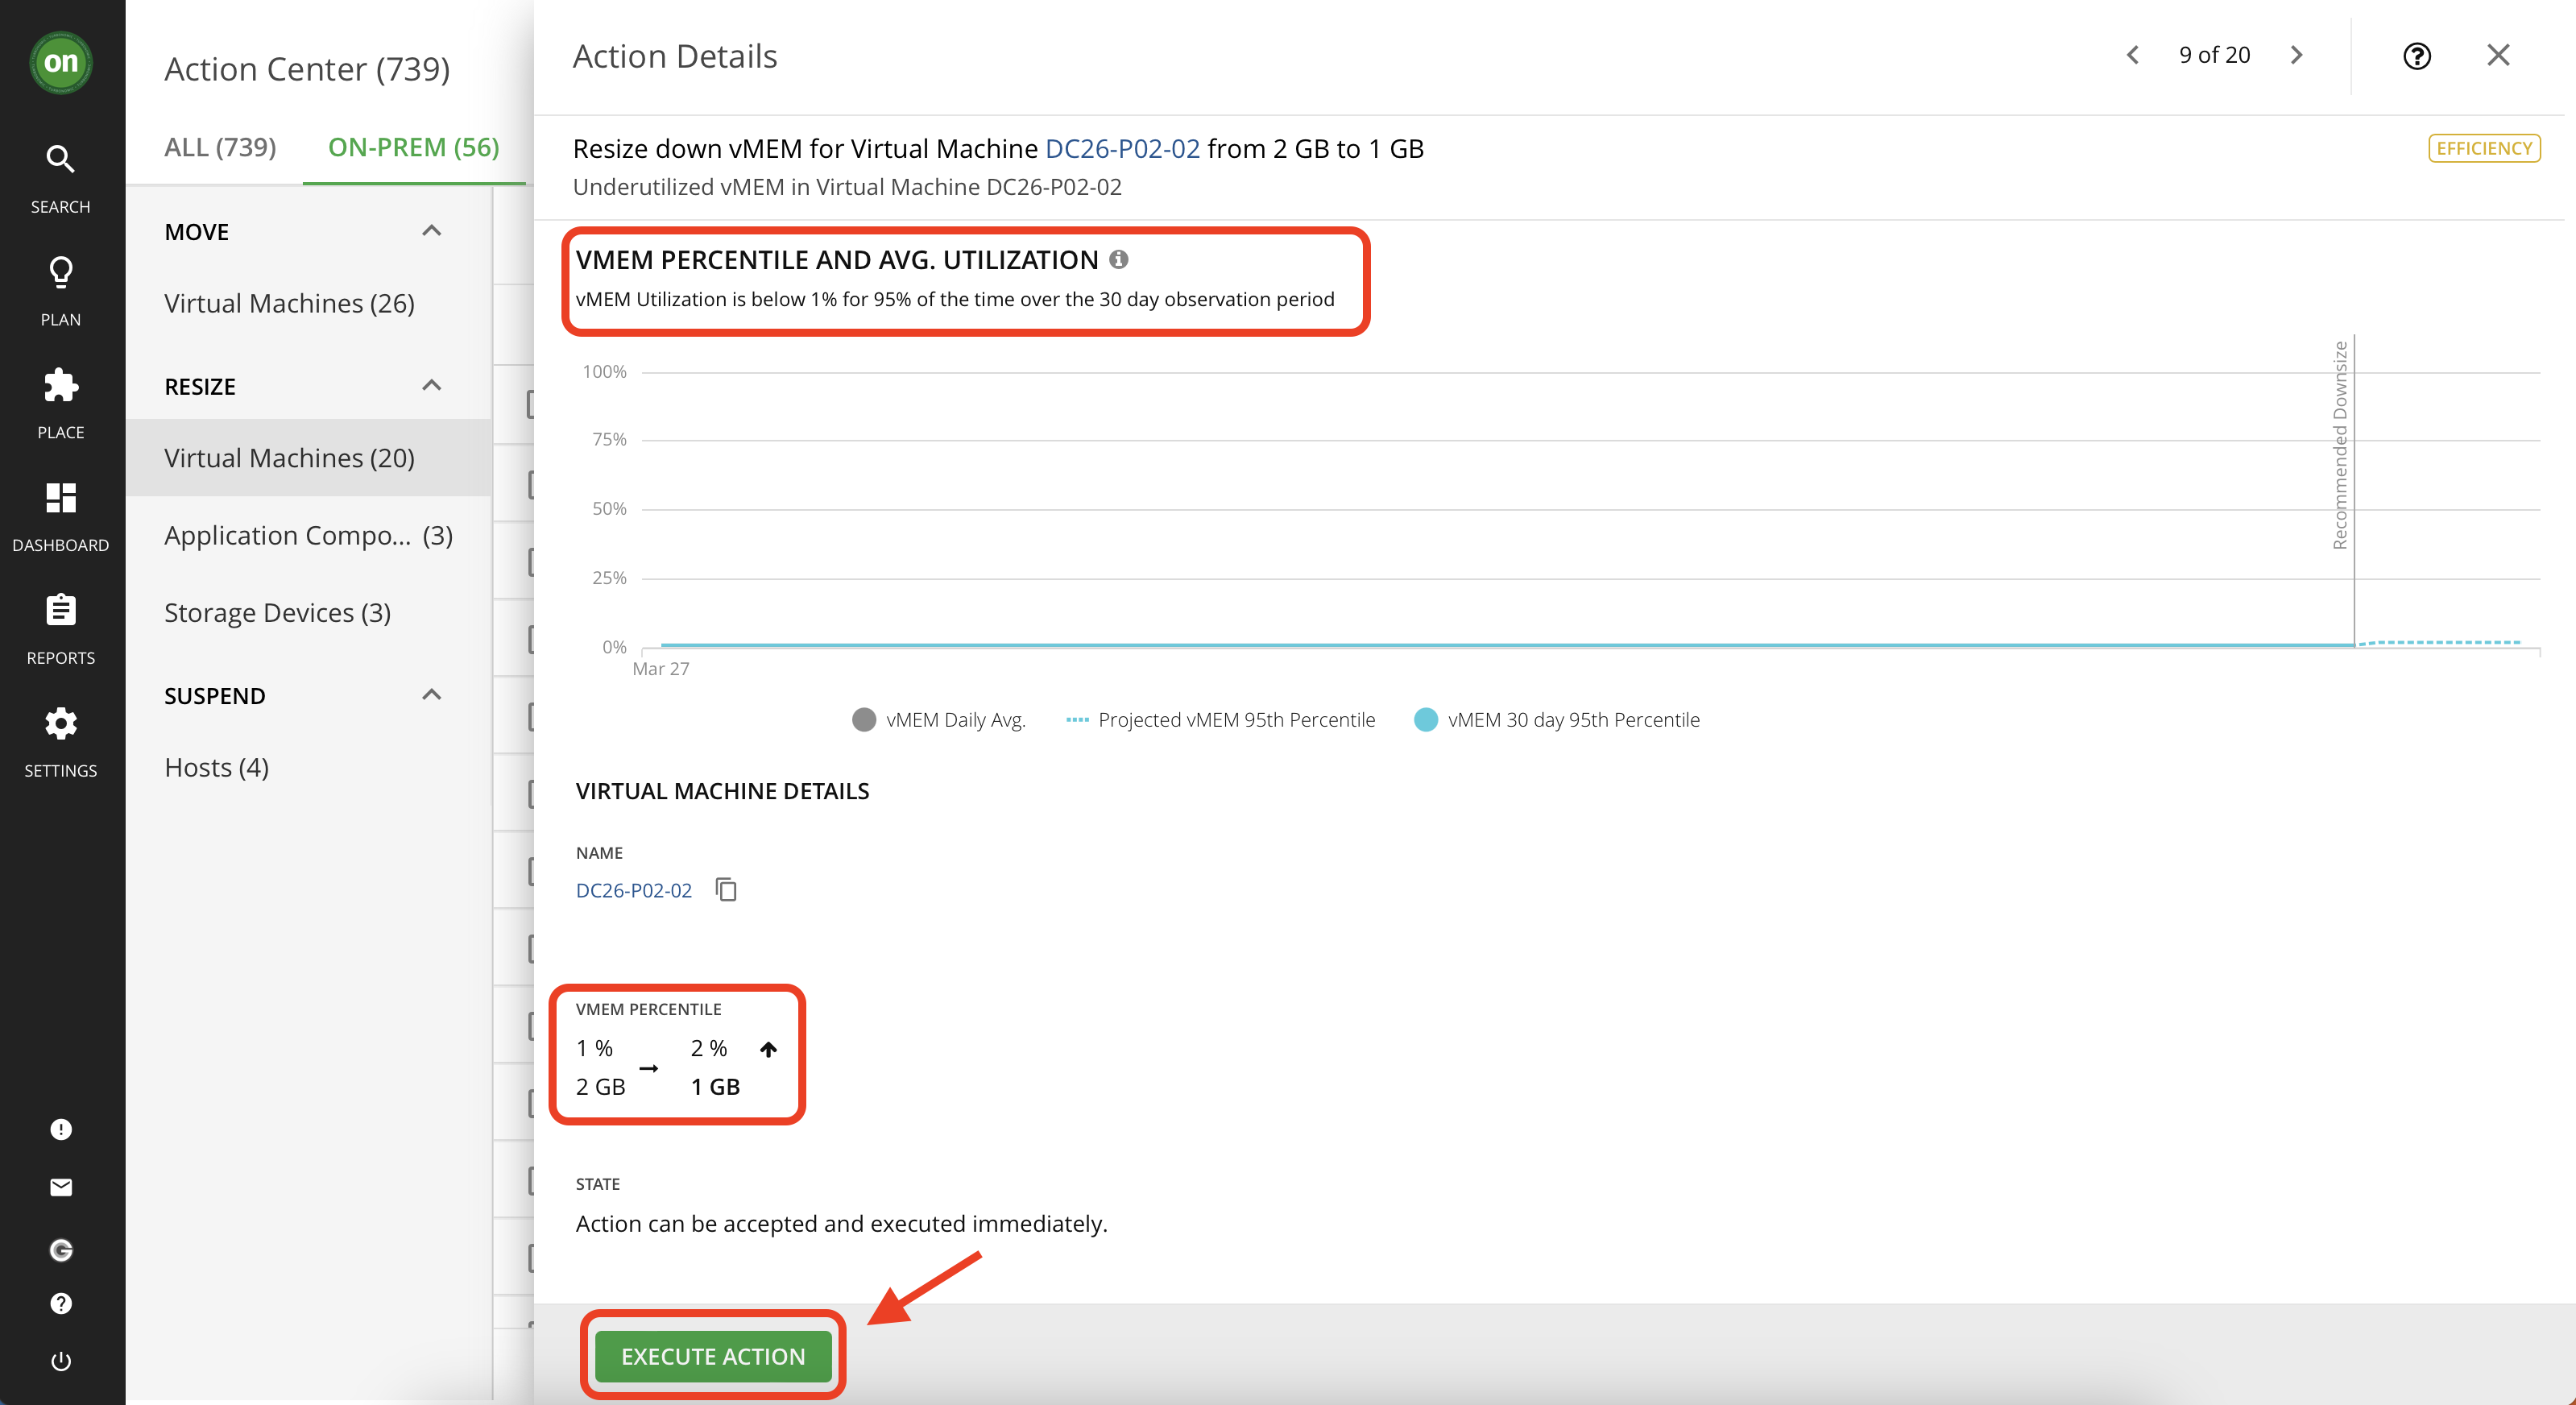 on
SEARCH
PLAN
PLACE
DASHBOARD
REPORTS
SETTINGS
Action Center (739)
ALL (739)
ON-PREM (56)
MOVE
Virtual Machines (26)
RESIZE
Virtual Machines (20)
Application Compo... (3)
Storage Devices (3)
SUSPEND
Hosts (4)
Action Details
9 of 20
Resize down vMEM for Virtual Machine DC26-P02-02 from 2 GB to 1 GB
EFFICIENCY
Underutilized vMEM in Virtual Machine DC26-P02-02
VMEM PERCENTILE AND AVG. UTILIZATION
vMEM Utilization is below 1% for 95% of the time over the 30 day observation period
100%
75%
50%
25%
0%
Recommended Downsize
Mar 27
vMEM Daily Avg.
Projected vMEM 95th Percentile
vMEM 30 day 95th Percentile
VIRTUAL MACHINE DETAILS
NAME
DC26-P02-02
VMEM PERCENTILE
1 % 2 %
2 GB → 1 GB
STATE
Action can be accepted and executed immediately.
EXECUTE ACTION